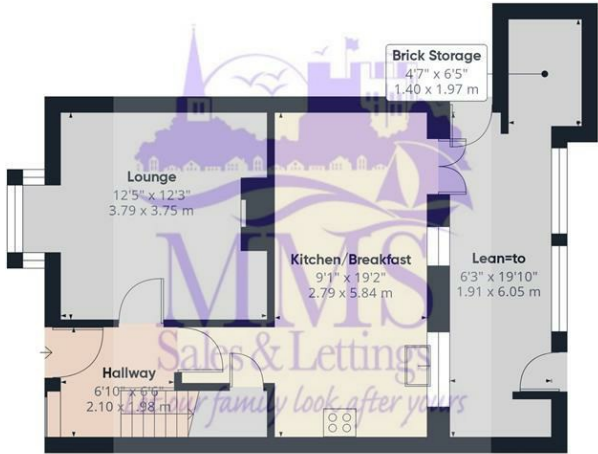 Brick Storage
4'7" x 6'5"
1.40 x 1.97 m
Lounge
12'5" x 12'3"
3.79 x 3.75 m
Kitchen/Breakfast
9'1" x 19'2"
2.79 x 5.84 m
Lean=to
6'3" x 19'10"
1.91 x 6.05 m
MMS
Sales & Lettings
Hallway
6'10" x 6'6"
2.10 x 1.98 m
let our family look after yours